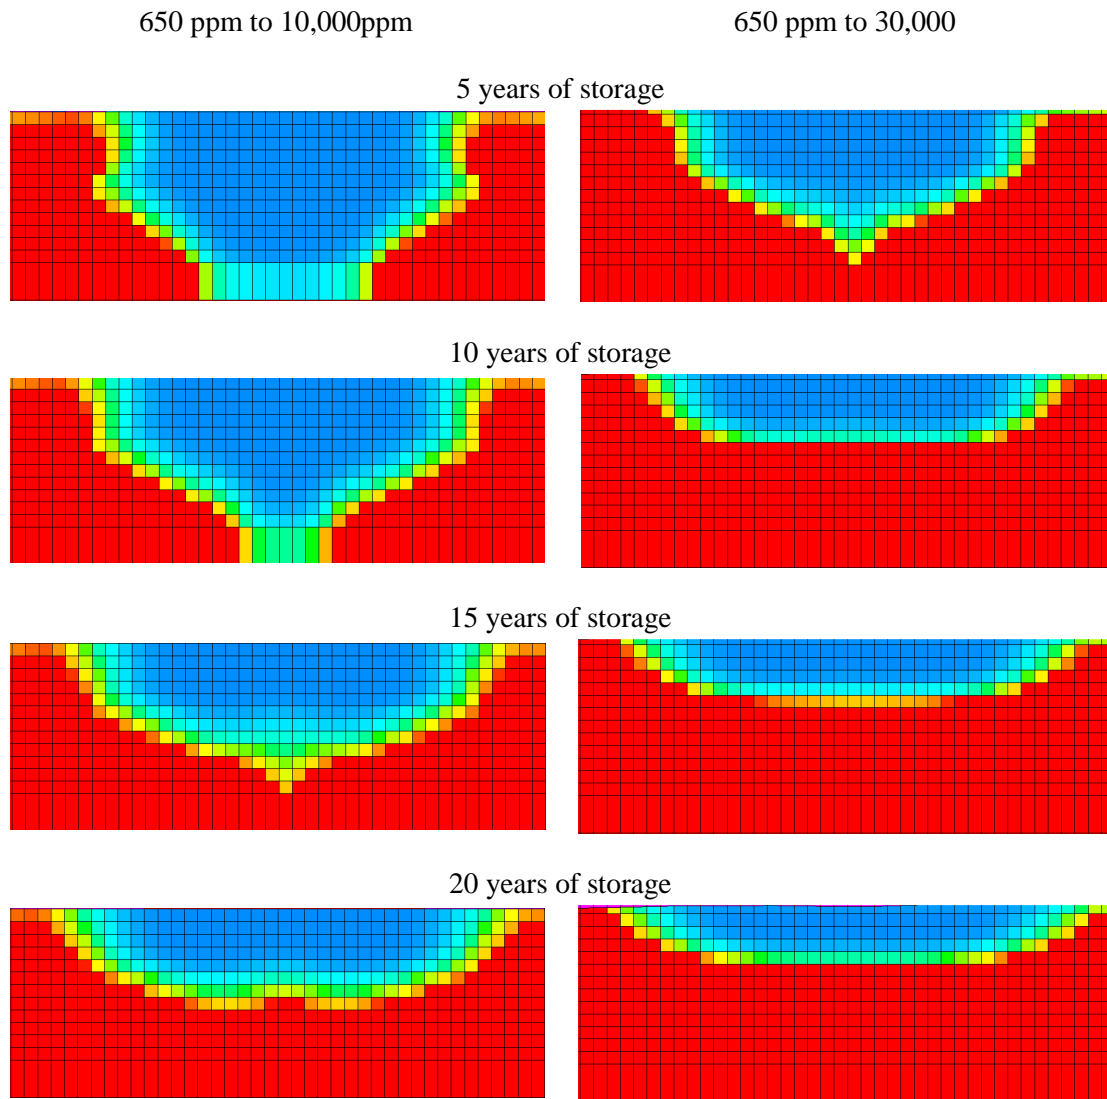 650 ppm to 10,000ppm
650 ppm to 30,000
5 years of storage
10 years of storage
15 years of storage
20 years of storage